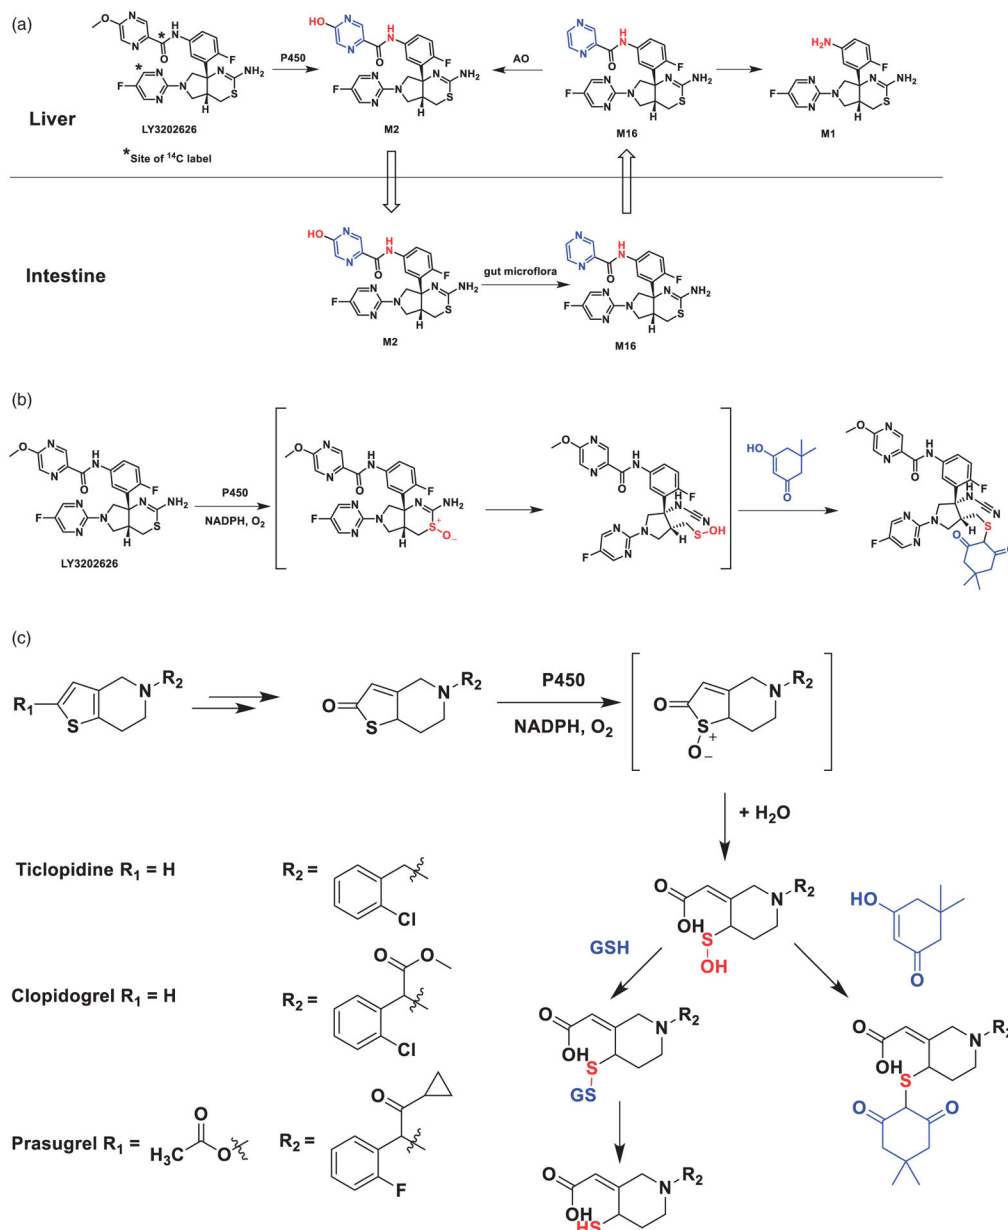 (a)
Liver
P450
AO
LY3202626
M2
M16
M1
*Site of ¹⁴C label
Intestine
gut microflora
M2
M16
(b)
P450
NADPH, O₂
LY3202626
(c)
P450
NADPH, O₂
+ H₂O
Ticlopidine R₁ = H
R₂ =
GSH
Clopidogrel R₁ = H
R₂ =
Prasugrel R₁ =
R₂ =